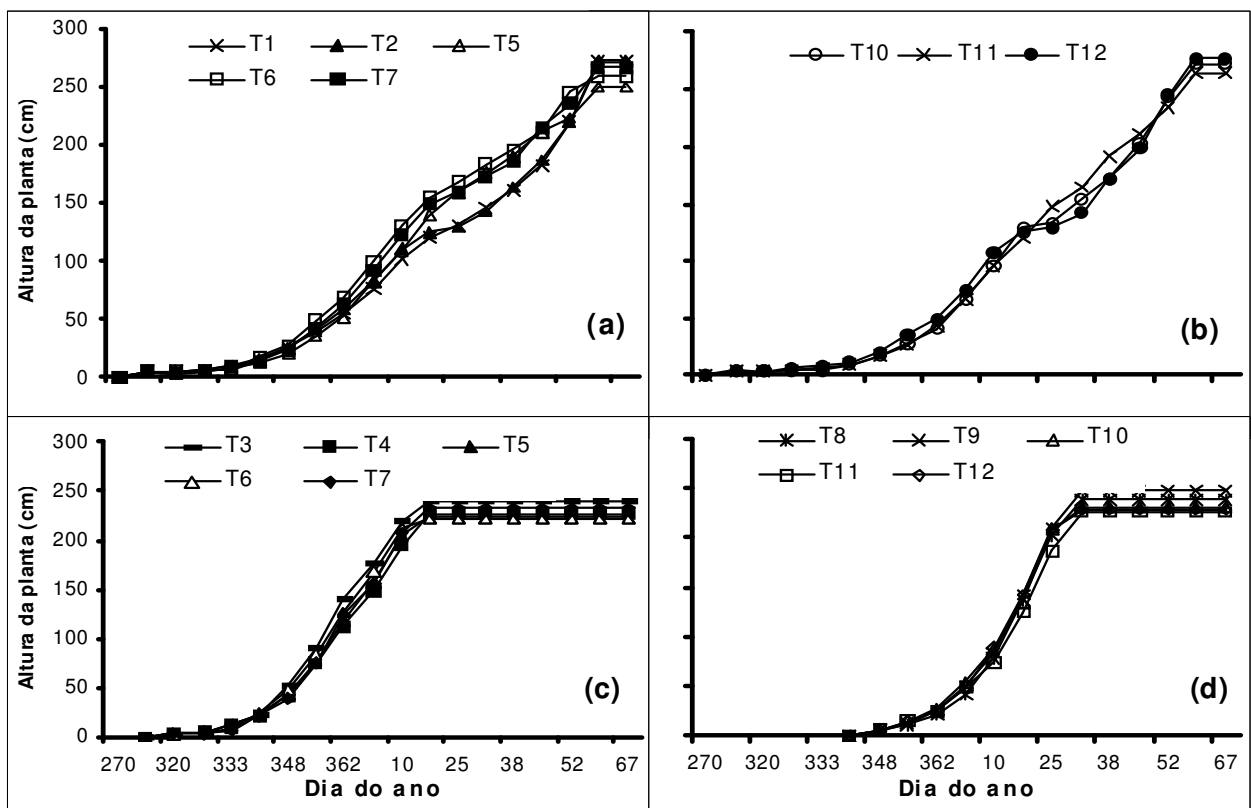 300
250
200
150
100
50
0
Altura da planta (cm)
T1 T2 T5
T6 T7
(a)
T10 T11 T12
(b)
300
250
200
150
100
50
0
Altura da planta (cm)
T3 T4 T5
T6 T7
(c)
270 320 333 348 362 10 25 38 52 67
Dia do ano
T8 T9 T10
T11 T12
(d)
270 320 333 348 362 10 25 38 52 67
Dia do ano